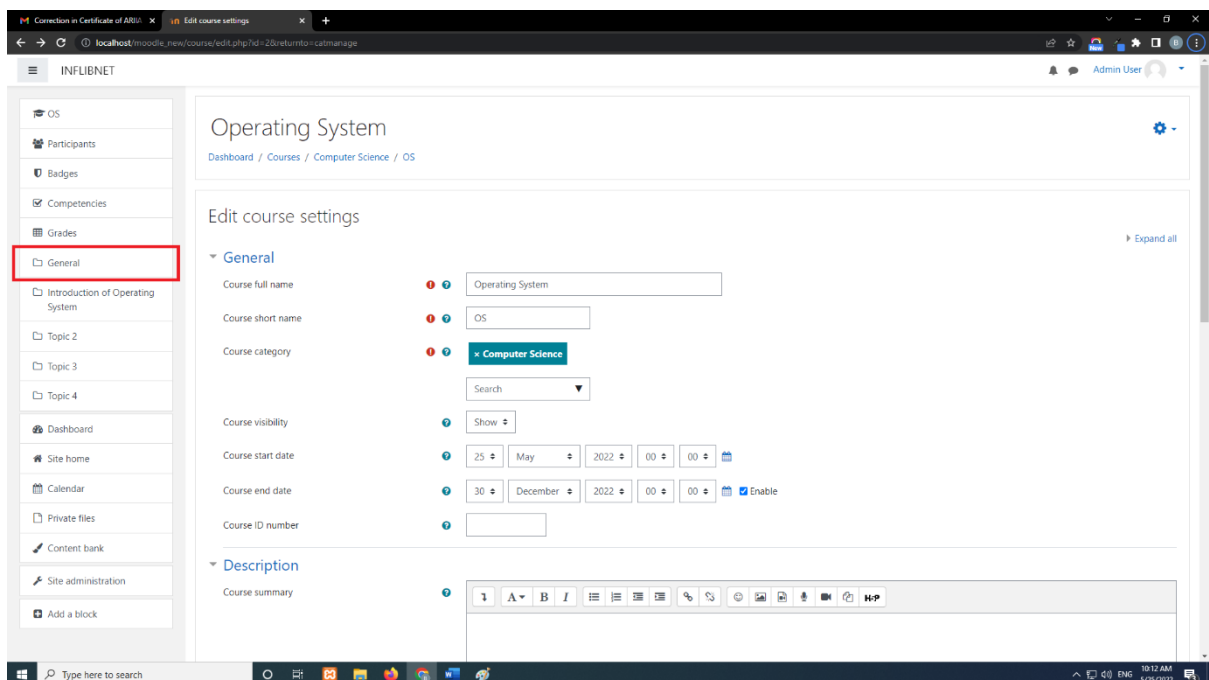 Correction in Certificate of ARIIA
Edit course settings
localhost/moodle_new/course/edit.php?id=2&returnto=catmanage
New
B
INFLIBNET
Admin User
OS
Participants
Badges
Competencies
Grades
General
Introduction of Operating
System
Topic 2
Topic 3
Topic 4
Dashboard
Site home
Calendar
Private files
Content bank
Site administration
Add a block
Operating System
Dashboard / Courses / Computer Science / OS
Edit course settings
Expand all
General
Course full name
Operating System
Course short name
OS
Course category
× Computer Science
Search
Course visibility
Show
Course start date
25 May 2022 00 00
Course end date
30 December 2022 00 00 Enable
Course ID number
Description
Course summary
A B I H-P
Type here to search
ENG
10:12 AM
5/25/2022